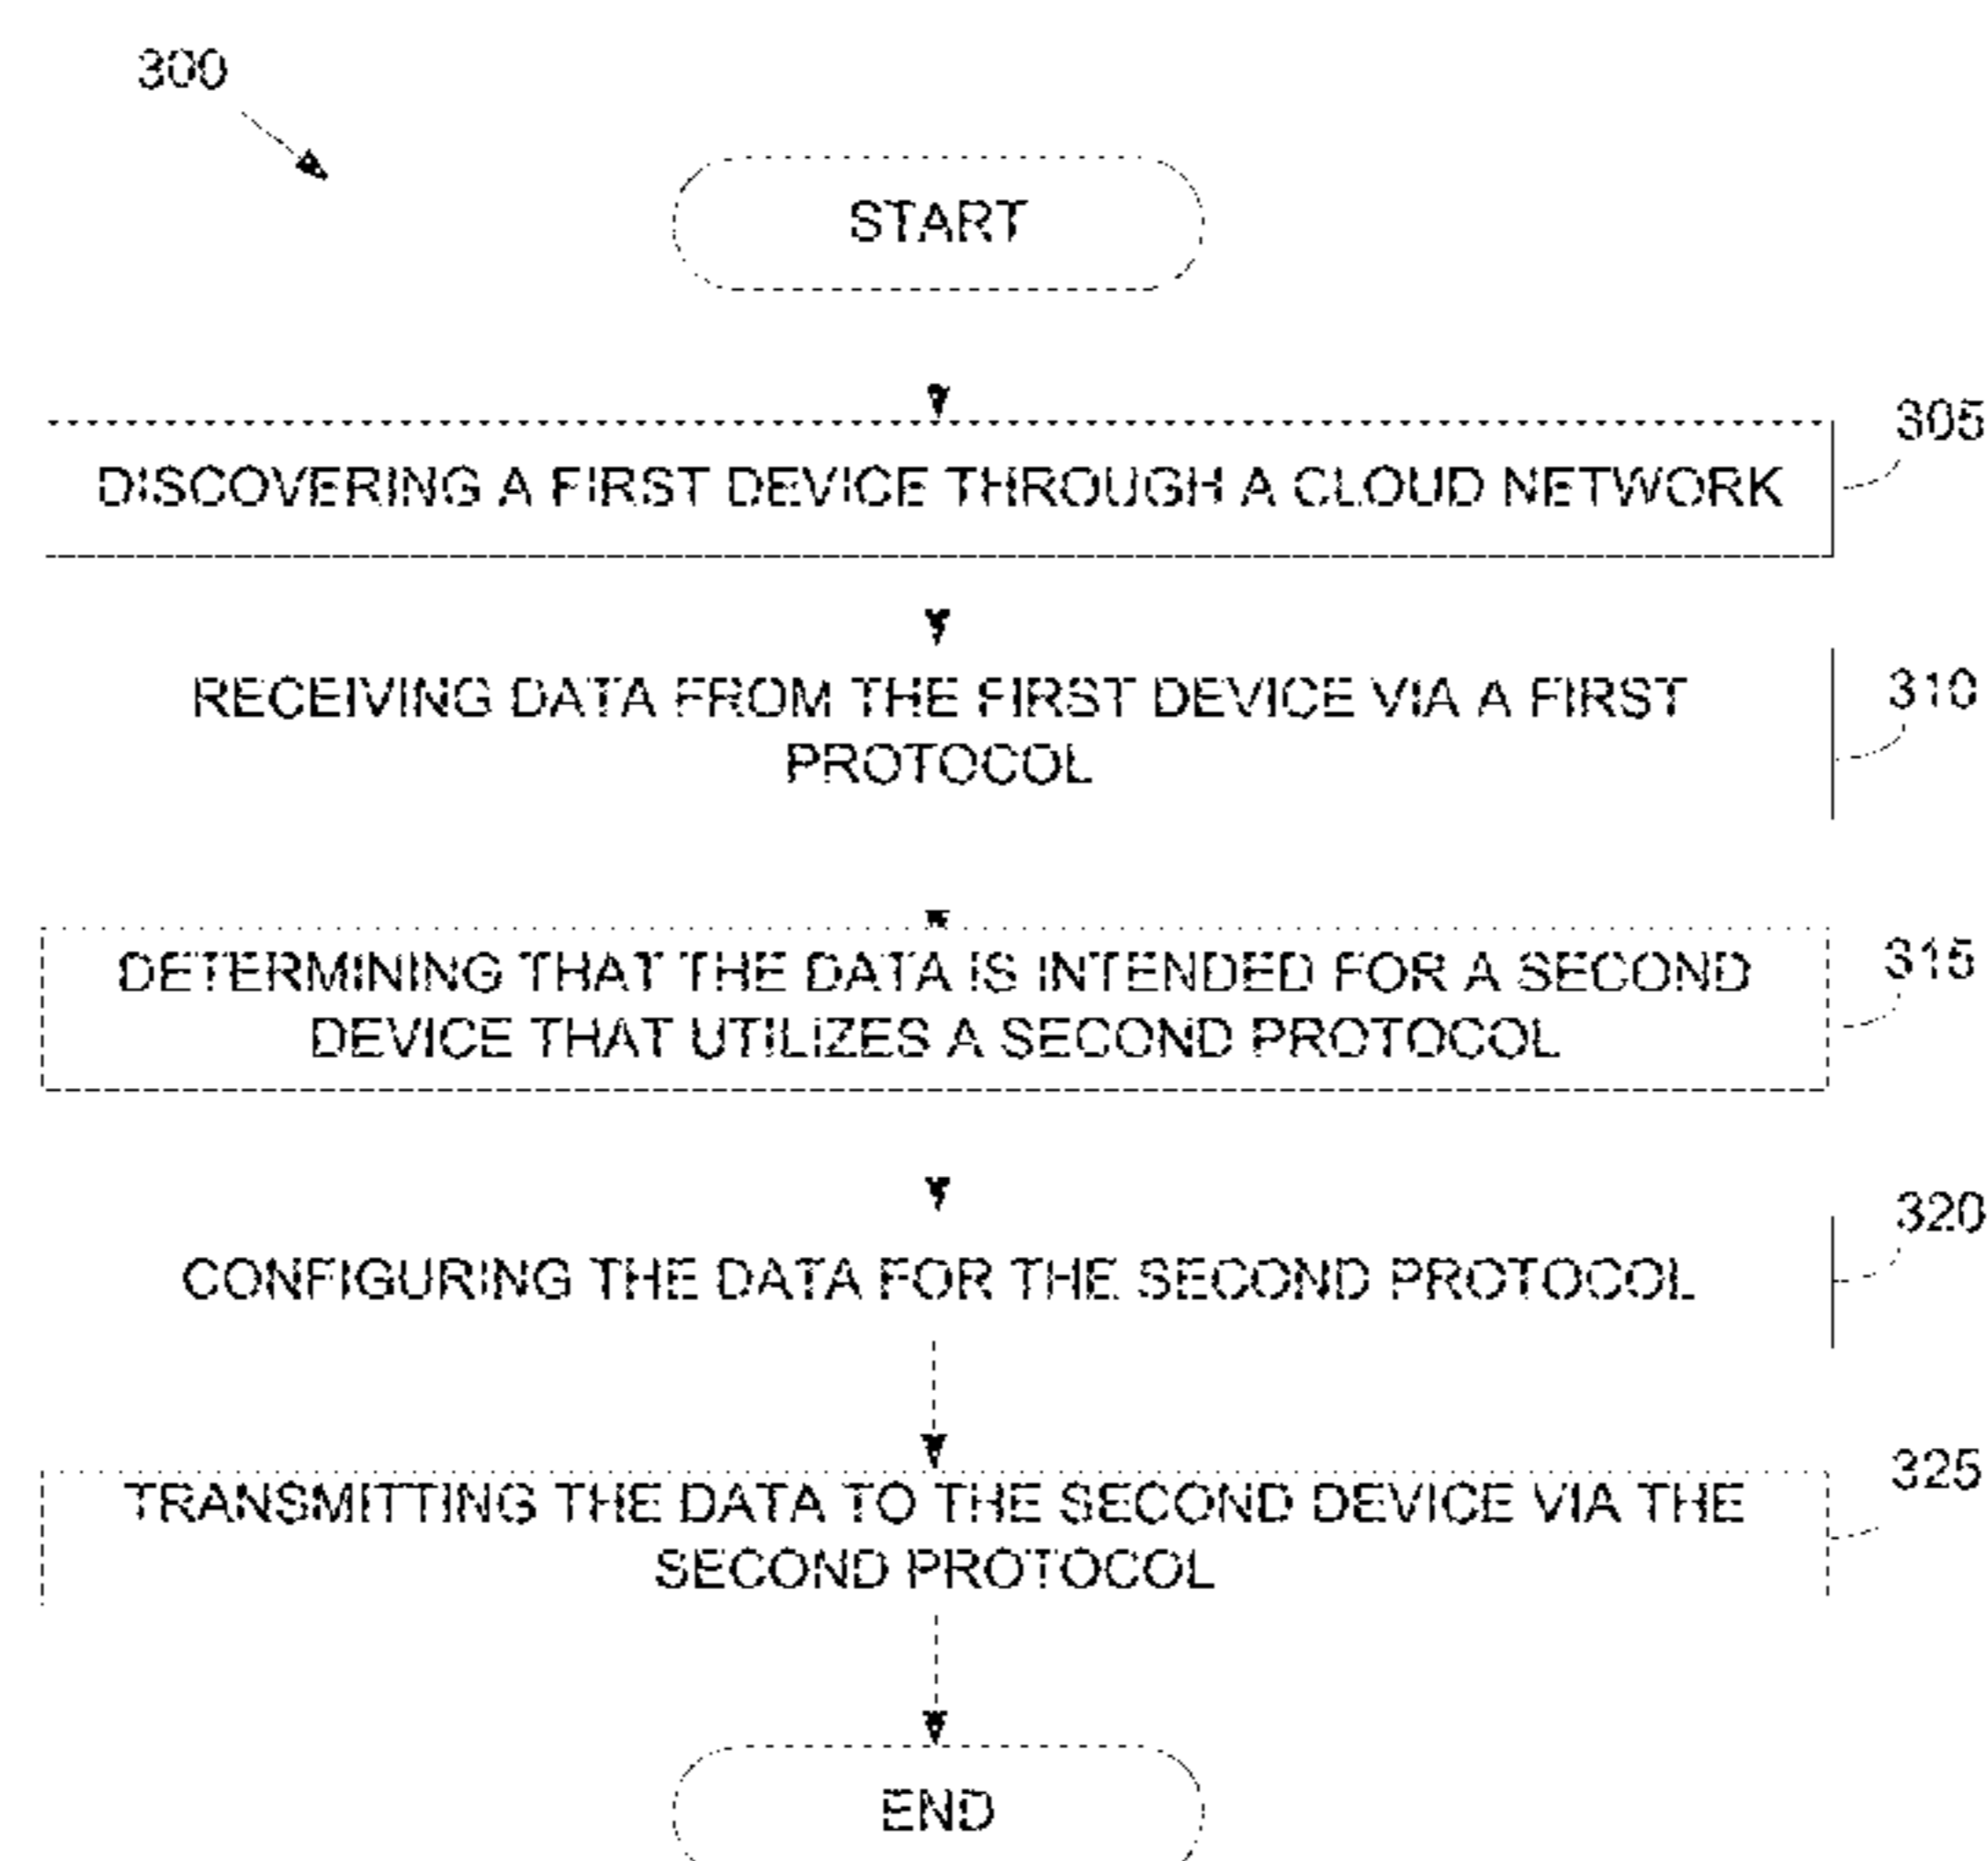 300
START
305
DISCOVERING A FIRST DEVICE THROUGH A CLOUD NETWORK
310
RECEIVING DATA FROM THE FIRST DEVICE VIA A FIRST
PROTOCOL
315
DETERMINING THAT THE DATA IS INTENDED FOR A SECOND
DEVICE THAT UTILIZES A SECOND PROTOCOL
320
CONFIGURING THE DATA FOR THE SECOND PROTOCOL
325
TRANSMITTING THE DATA TO THE SECOND DEVICE VIA THE
SECOND PROTOCOL
END